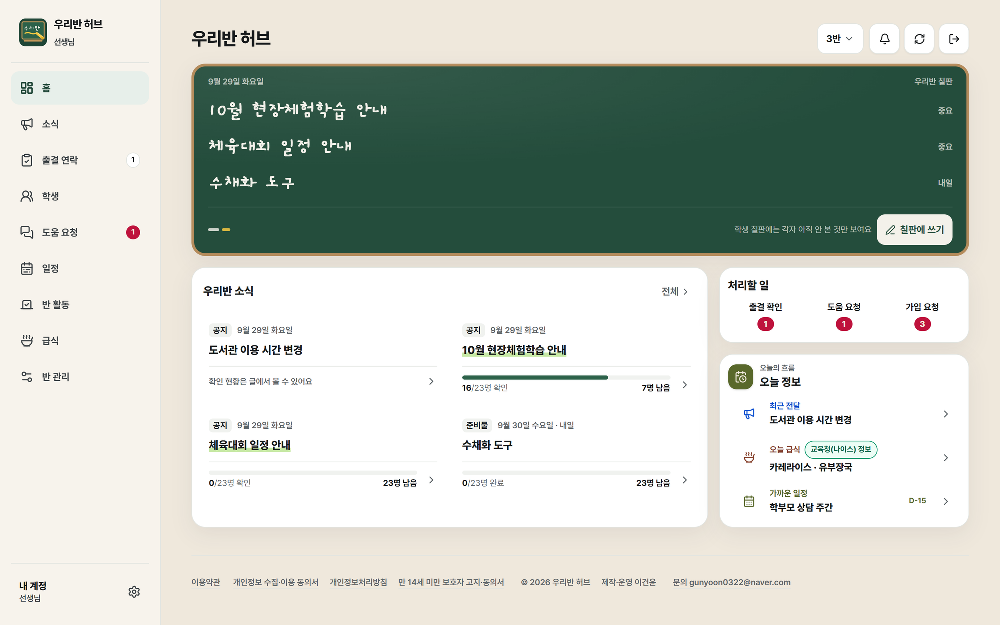 우리반
우리반 허브
선생님
홈
소식
출결 연락
1
학생
도움 요청
1
일정
반 활동
급식
반 관리
내 계정
선생님
우리반 허브
3반
9월 29일 화요일
우리반 칠판
10월 현장체험학습 안내
중요
체육대회 일정 안내
중요
수채화 도구
내일
학생 칠판에는 각자 아직 안 본 것만 보여요
칠판에 쓰기
우리반 소식
전체
공지 9월 29일 화요일
도서관 이용 시간 변경
확인 현황은 글에서 볼 수 있어요
공지 9월 29일 화요일
10월 현장체험학습 안내
16/23명 확인
7명 남음
공지 9월 29일 화요일
체육대회 일정 안내
0/23명 확인
23명 남음
준비물 9월 30일 수요일 · 내일
수채화 도구
0/23명 완료
23명 남음
처리할 일
출결 확인
1
도움 요청
1
가입 요청
3
오늘의 흐름
오늘 정보
최근 전달
도서관 이용 시간 변경
오늘 급식 교육청(나이스) 정보
카레라이스 · 유부장국
가까운 일정
학부모 상담 주간
D-15
이용약관 개인정보 수집·이용 동의서 개인정보처리방침 만 14세 미만 보호자 고지·동의서 © 2026 우리반 허브 제작·운영 이건윤 문의 gunyoon0322@naver.com